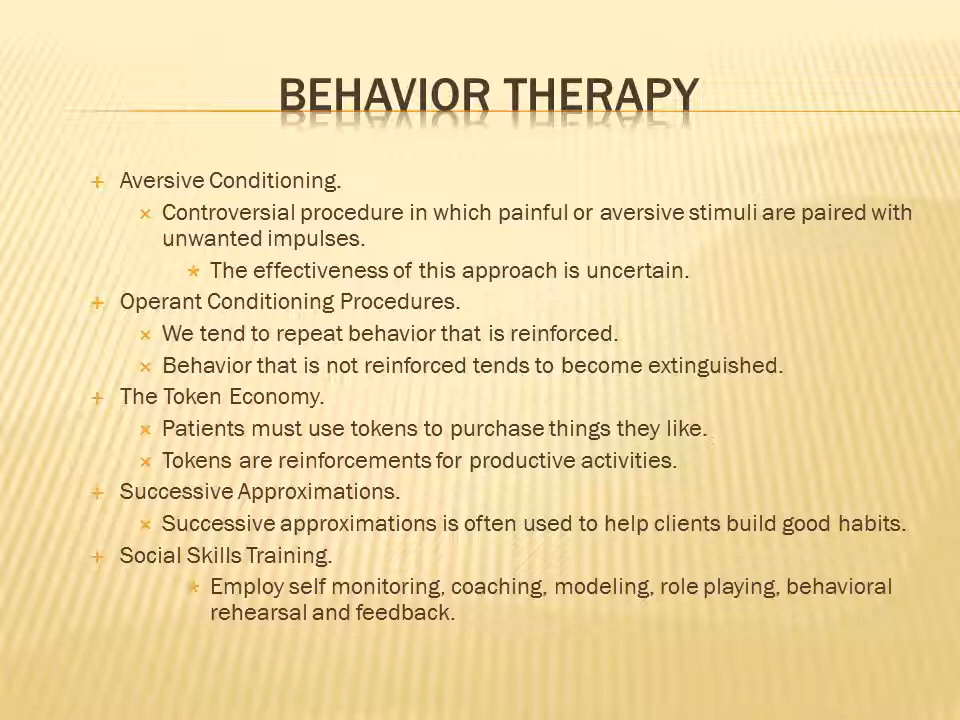 BEHAVIOR THERAPY
Aversive Conditioning.
Controversial procedure in which painful or aversive stimuli are paired with
unwanted impulses.
The effectiveness of this approach is uncertain.
Operant Conditioning Procedures.
We tend to repeat behavior that is reinforced.
Behavior that is not reinforced tends to become extinguished.
The Token Economy.
Patients must use tokens to purchase things they like.
Tokens are reinforcements for productive activities.
Successive Approximations.
Successive approximations is often used to help clients build good habits.
Social Skills Training.
Employ self monitoring, coaching, modeling, role playing, behavioral
rehearsal and feedback.